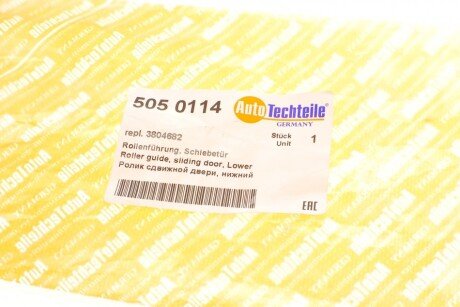 505 0114
AutoTechteile
GERMANY
repl. 3804682
Stück
Unit 1
Rollenführung. Schiebetür
Roller guide, sliding door, Lower
Ролик сдвижной двери, нижний
EAC